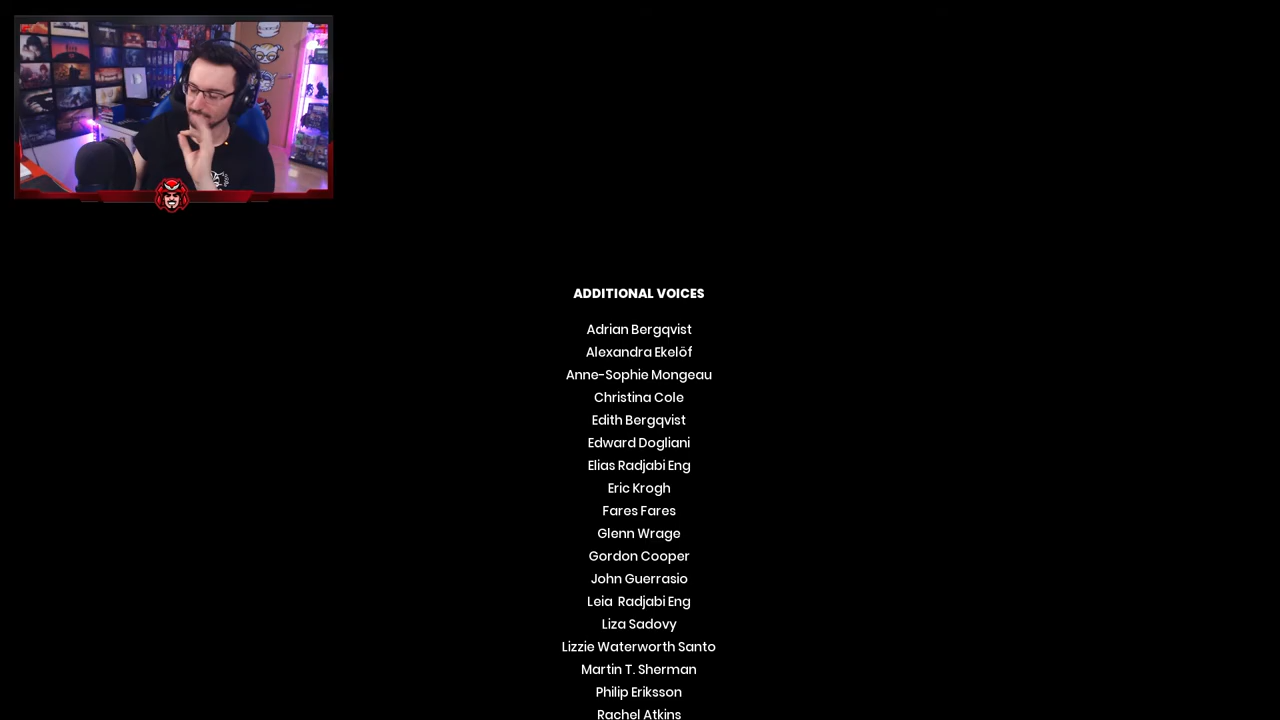 ADDITIONAL VOICES
Adrian Bergqvist
Alexandra Ekelöf
Anne-Sophie Mongeau
Christina Cole
Edith Bergqvist
Edward Dogliani
Elias Radjabi Eng
Eric Krogh
Fares Fares
Glenn Wrage
Gordon Cooper
John Guerrasio
Leia Radjabi Eng
Liza Sadovy
Lizzie Waterworth Santo
Martin T. Sherman
Philip Eriksson
Rachel Atkins